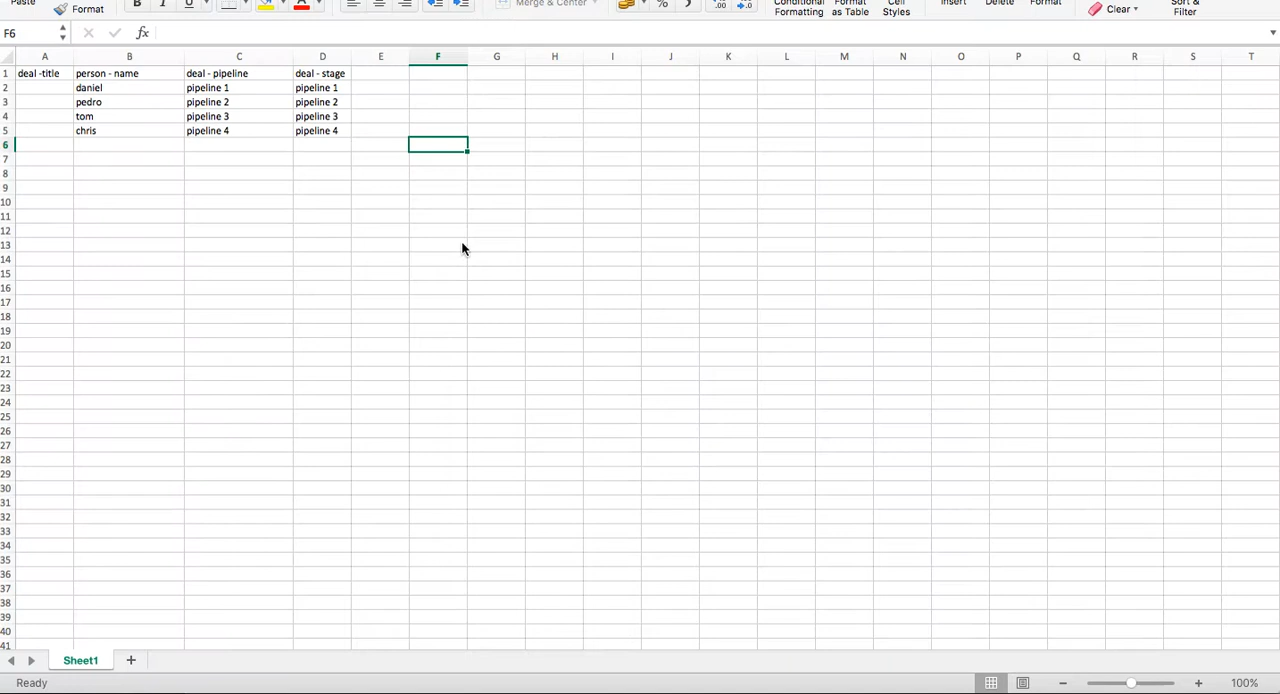 Paste
Format
B I U A
Merge & Center
%
Conditional
Formatting
Format
as Table
Cell
Styles
Insert
Delete
Format
Clear
Sort &
Filter
F6
fx
A B C D E F G H I J K L M N O P Q R S T
1 deal -title person - name deal - pipeline deal - stage
2 daniel pipeline 1 pipeline 1
3 pedro pipeline 2 pipeline 2
4 tom pipeline 3 pipeline 3
5 chris pipeline 4 pipeline 4
6
7
8
9
10
11
12
13
14
15
16
17
18
19
20
21
22
23
24
25
26
27
28
29
30
31
32
33
34
35
36
37
38
39
40
41
Sheet1
Ready
100%